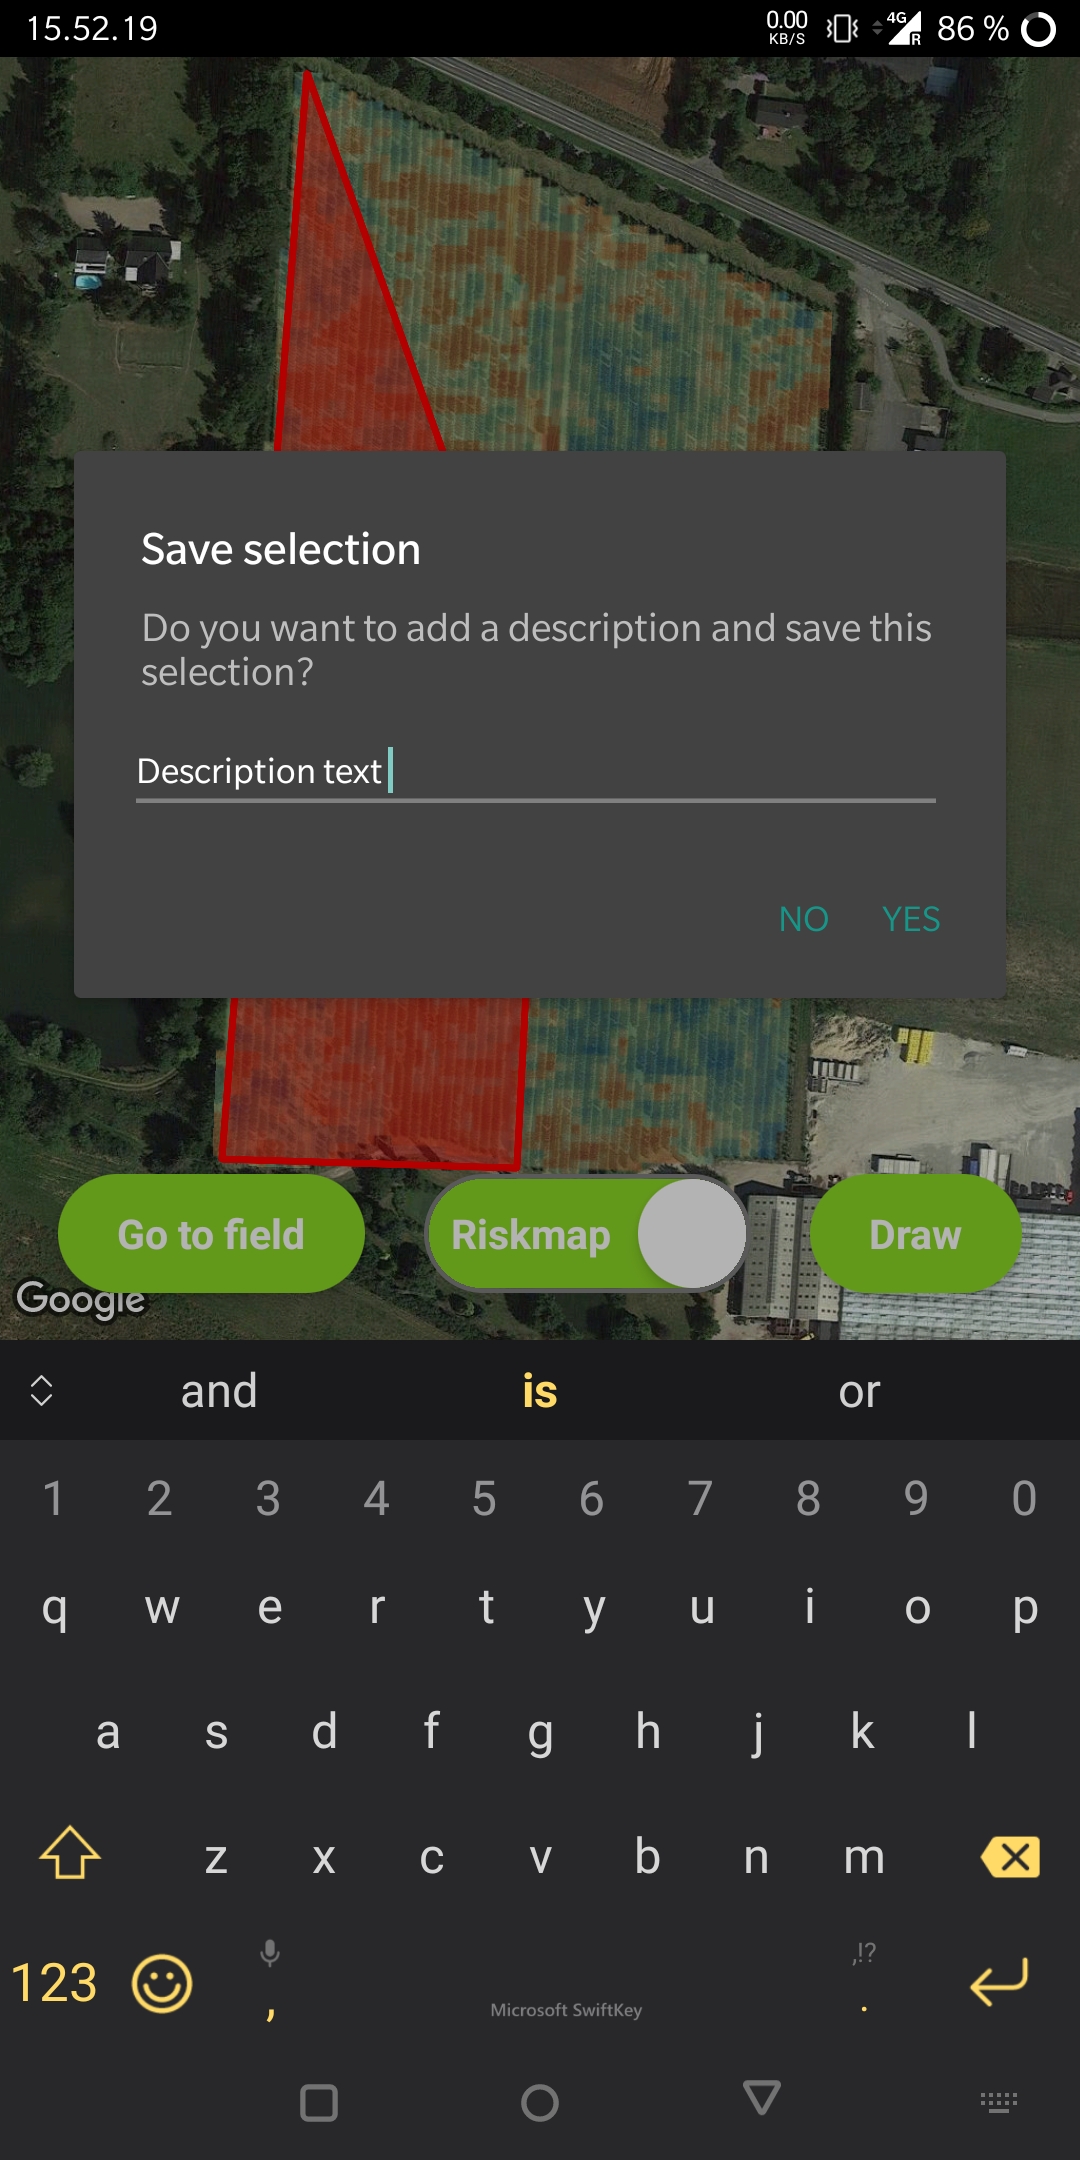 15.52.19
0.00
KB/S
4G
R
86 %
Save selection
Do you want to add a description and save this
selection?
Description text
NO
YES
Go to field
Riskmap
Draw
Google
and
is
or
1 2 3 4 5 6 7 8 9 0
q w e r t y u i o p
a s d f g h j k l
z x c v b n m
123
,
Microsoft SwiftKey
,!?
.